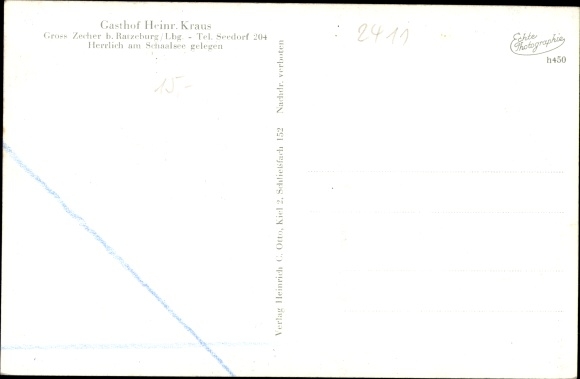 Gasthof Heinr. Kraus
Gross Zecher b. Ratzeburg/Lbg. - Tel. Seedorf 204
Herrlich am Schaalsee gelegen
15.-
2411
Echte
Photographie
h450
Verlag Heinrich C. Otto, Kiel 2, Schließfach 152 Nachdr. verboten